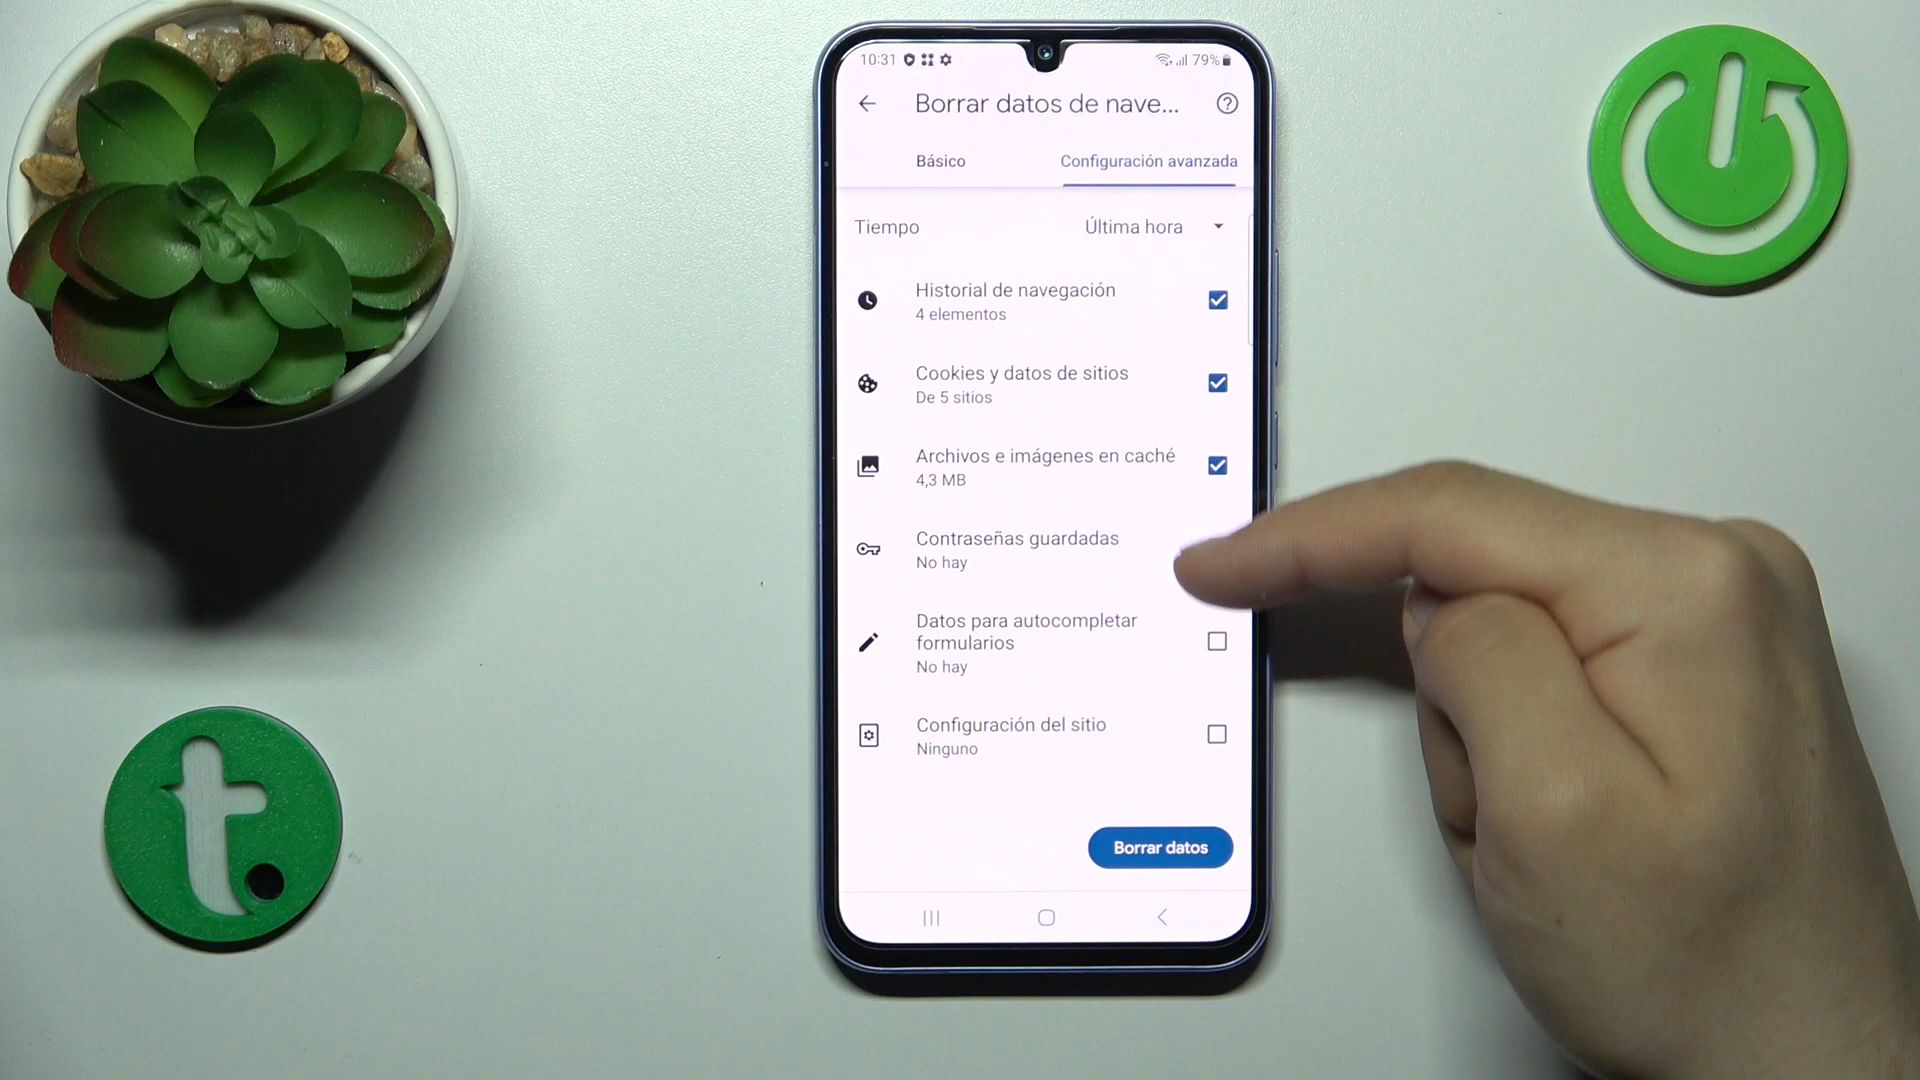 10:31
79%
Borrar datos de nave...
Básico
Configuración avanzada
Tiempo
Última hora
Historial de navegación
4 elementos
Cookies y datos de sitios
De 5 sitios
Archivos e imágenes en caché
4,3 MB
Contraseñas guardadas
No hay
Datos para autocompletar
formularios
No hay
Configuración del sitio
Ninguno
Borrar datos
t.